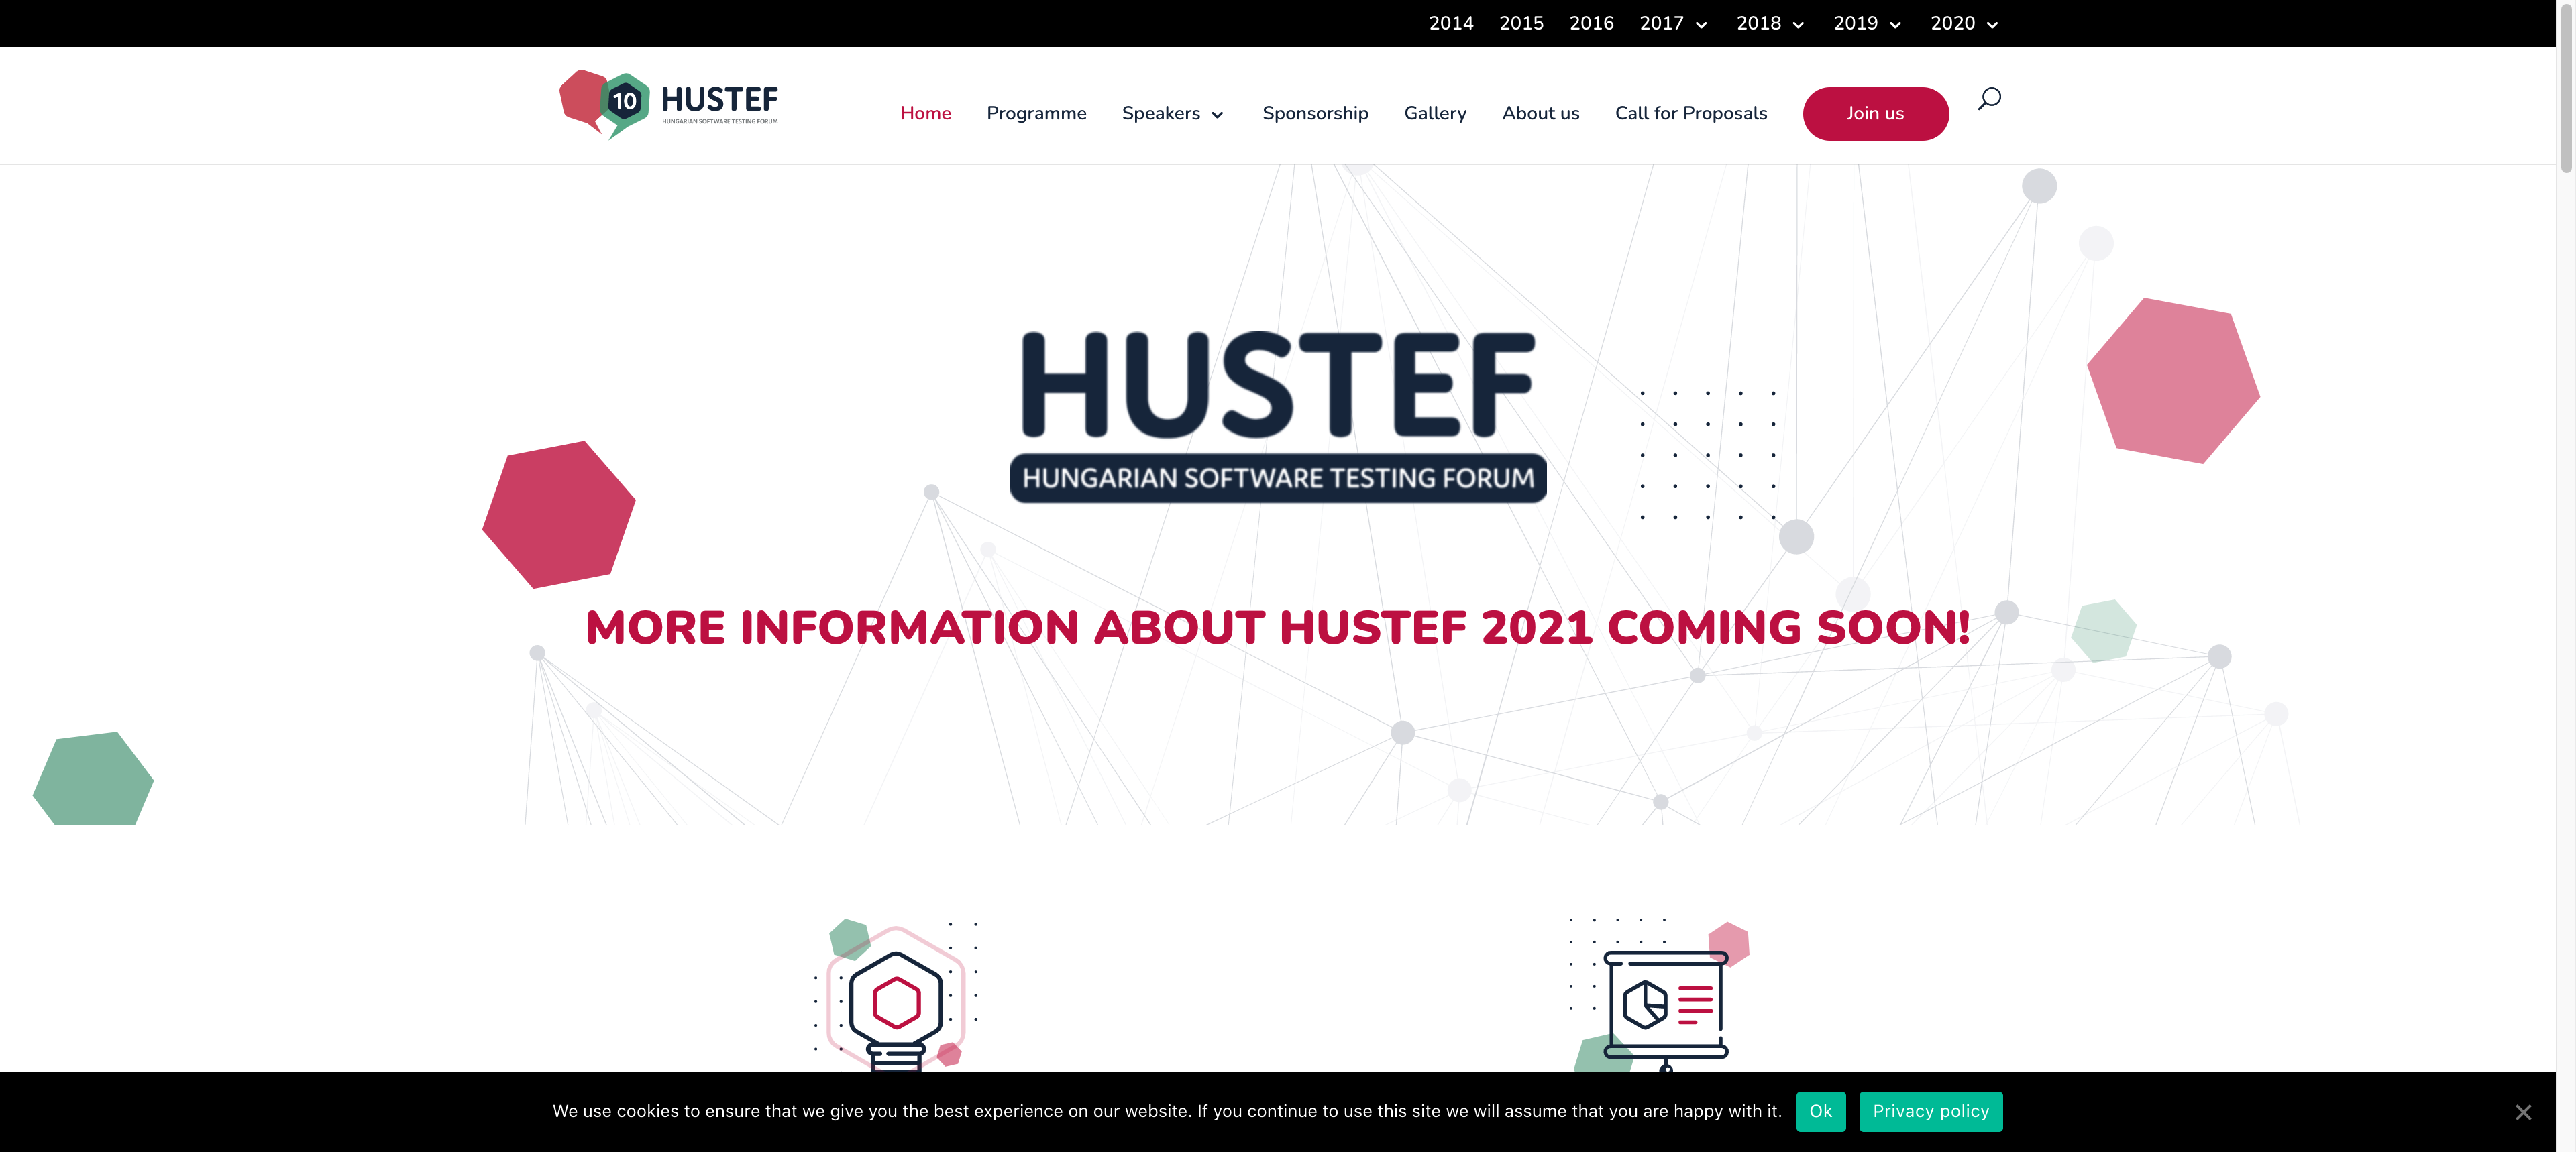 2014 2015 2016 2017 2018 2019 2020
10 HUSTEF
HUNGARIAN SOFTWARE TESTING FORUM
Home Programme Speakers Sponsorship Gallery About us Call for Proposals Join us
HUSTEF
HUNGARIAN SOFTWARE TESTING FORUM
MORE INFORMATION ABOUT HUSTEF 2021 COMING SOON!
We use cookies to ensure that we give you the best experience on our website. If you continue to use this site we will assume that you are happy with it. Ok Privacy policy